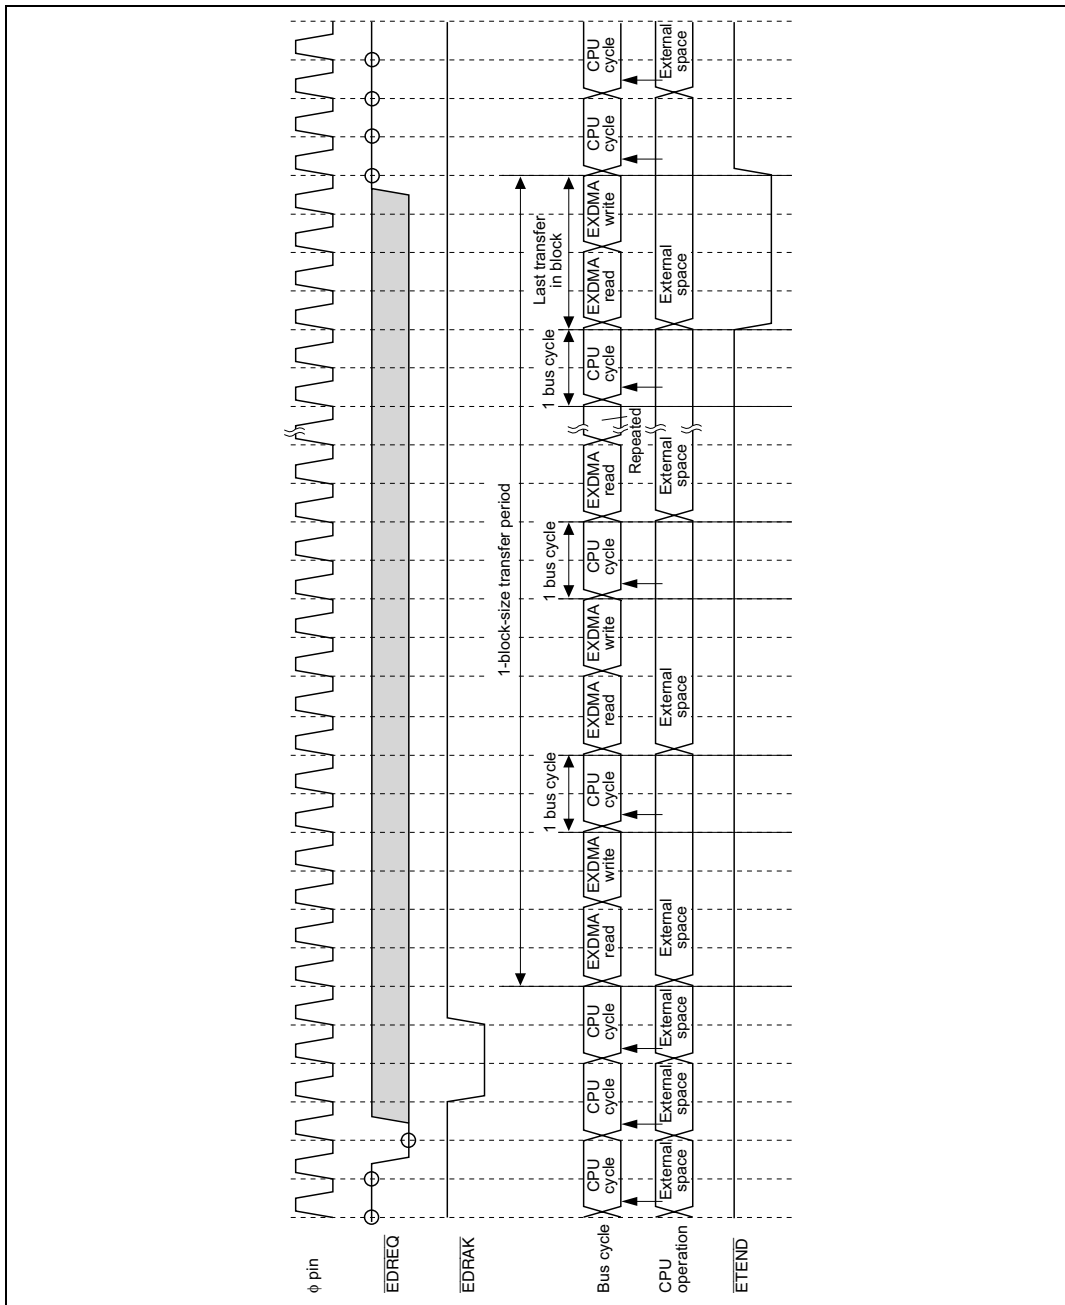 φ pin
EDREQ
EDRAK
1-block-size transfer period
1 bus cycle
1 bus cycle
1 bus cycle
Last transfer
in block
Bus cycle
CPU
cycle
CPU
cycle
CPU
cycle
EXDMA
read
EXDMA
write
CPU
cycle
EXDMA
read
EXDMA
write
CPU
cycle
EXDMA
read
Repeated
CPU
cycle
EXDMA
read
EXDMA
write
CPU
cycle
CPU
cycle
CPU
operation
External
space
External
space
External
space
External
space
External
space
External
space
External
space
External
space
ETEND